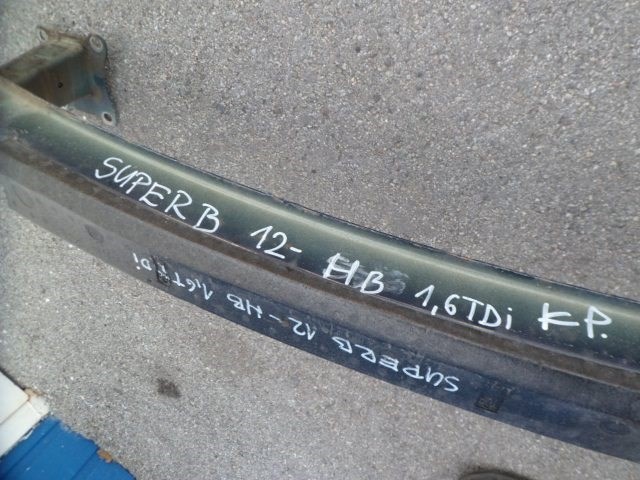 SUPERB 12- HB 1,6TDi KP.
SUPERB 12-HB 1,6TDi